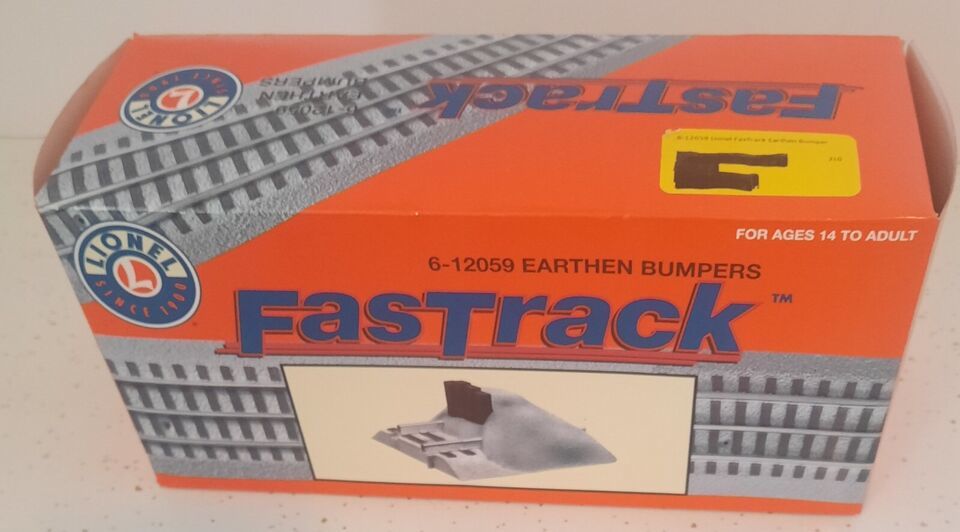 LIONEL
SINCE 1900
L
6-12059
EARTHEN
BUMPERS
FasTrack
6-12059 Lionel Fastrack Earthen Bumper
FOR AGES 14 TO ADULT
LIONEL
SINCE 1900
L
6-12059 EARTHEN BUMPERS
FasTrack™